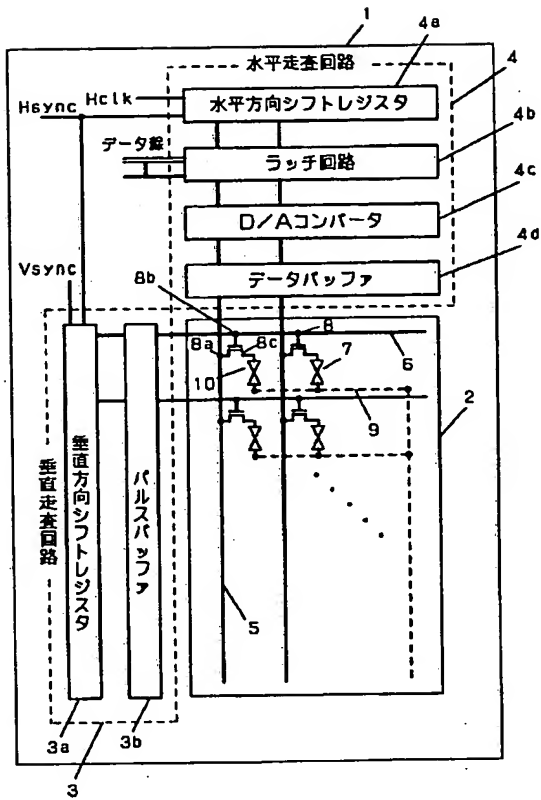 1
4a
水平走査回路
4
Hclk
Hsync
水平方向シフトレジスタ
4b
データ線
ラッチ回路
4c
D/Aコンバータ
4d
Vsync
データバッファ
8b
8
8a
8c
7
6
10
2
9
垂直走査回路
垂直方向シフトレジスタ
パルスバッファ
5
3a
3b
3